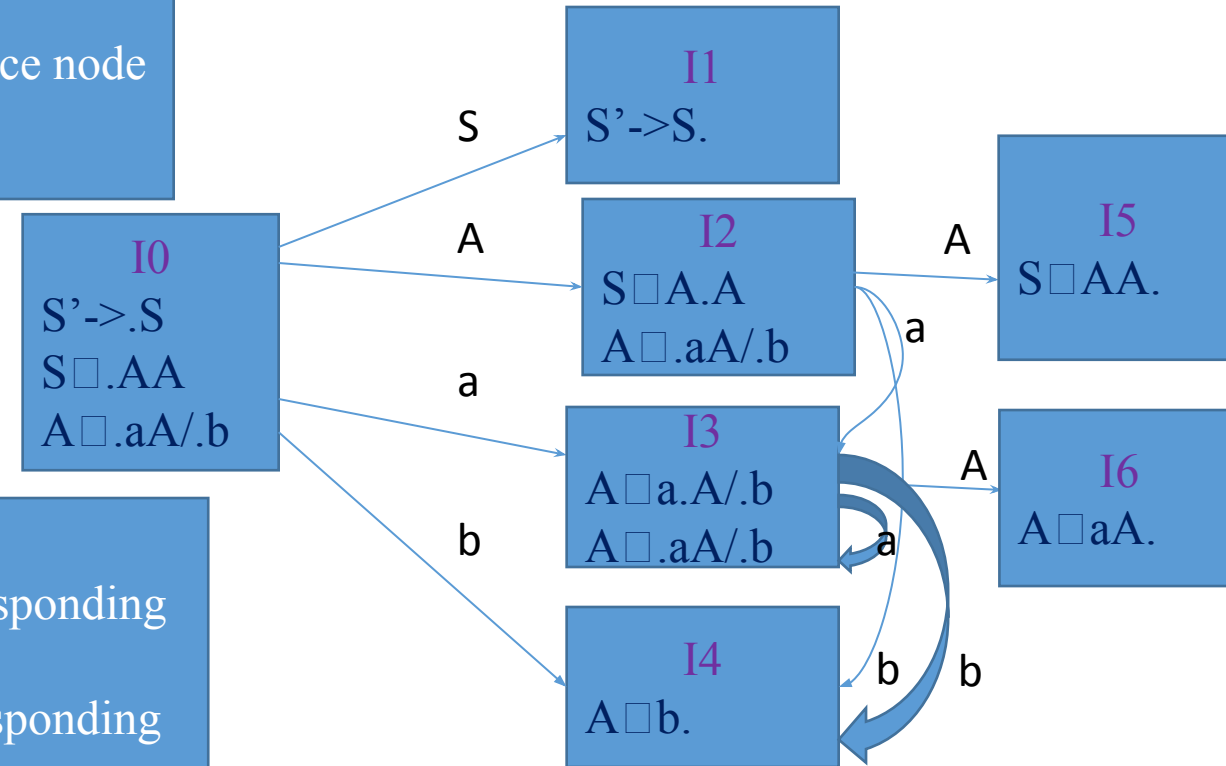 ce node
I0
S’->.S
S□.AA
A□.aA/.b
sponding
sponding
S
A
a
b
I1
S’->S.
I2
S□A.A
A□.aA/.b
I3
A□a.A/.b
A□.aA/.b
I4
A□b.
A
a
A
a
b
b
I5
S□AA.
I6
A□aA.